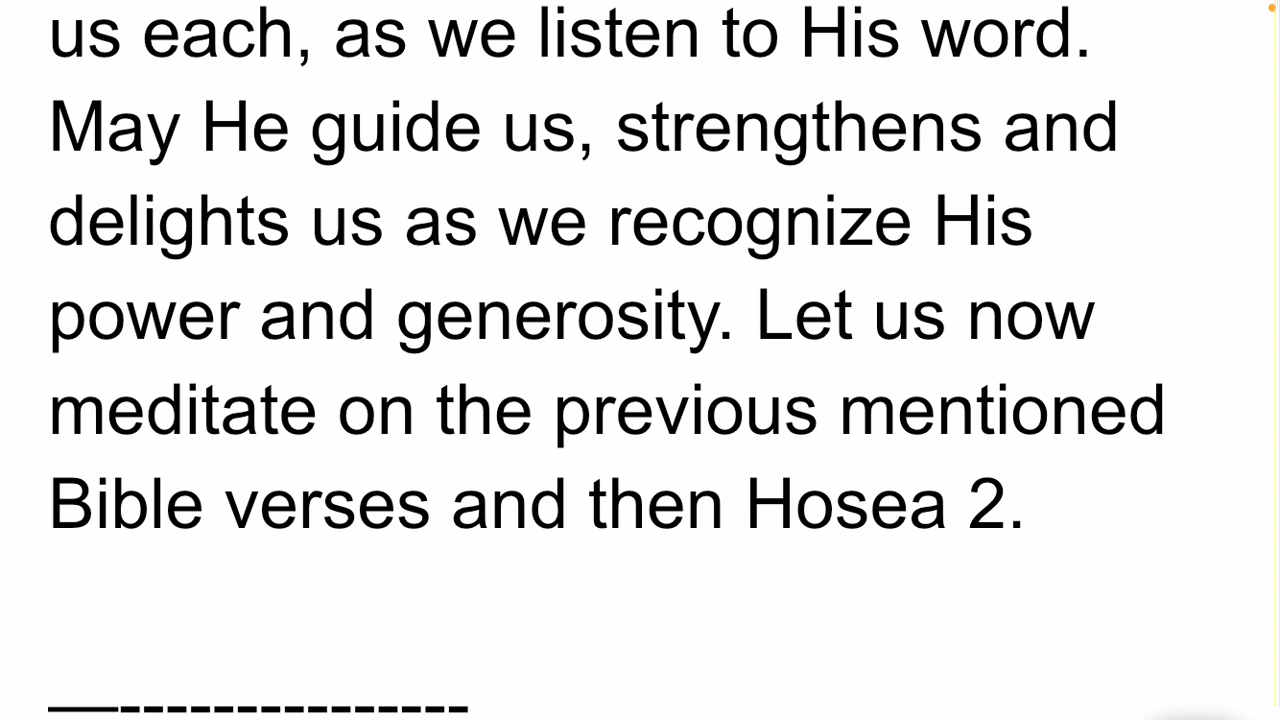 us each, as we listen to His word.
May He guide us, strengthens and
delights us as we recognize His
power and generosity. Let us now
meditate on the previous mentioned
Bible verses and then Hosea 2.
—---------------